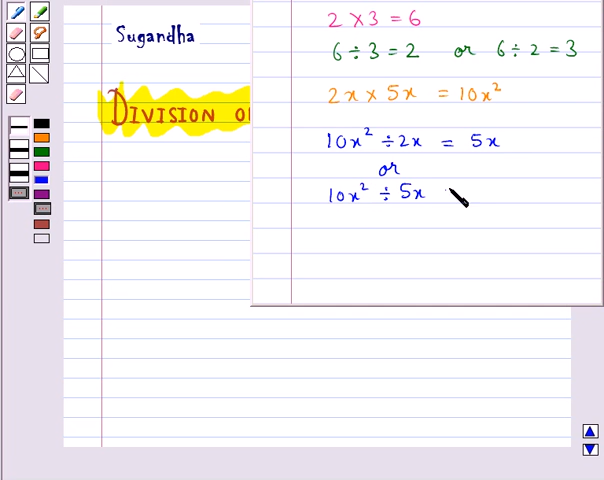 Sugandha
DIVISION
2 × 3 = 6
6 ÷ 3 = 2 or 6 ÷ 2 = 3
2x × 5x = 10x²
10x² ÷ 2x = 5x
or
10x² ÷ 5x